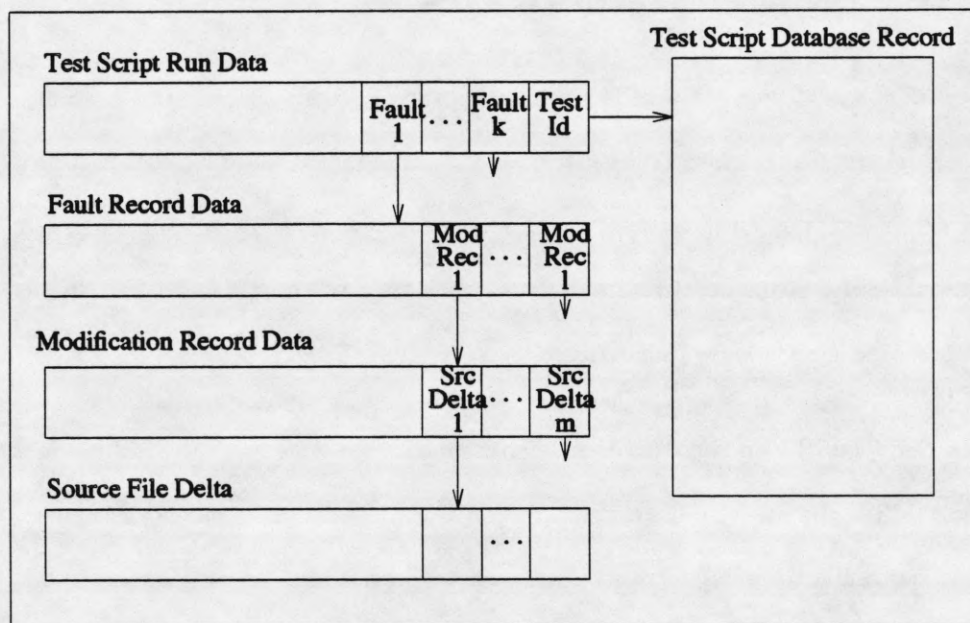 Test Script Database Record
Test Script Run Data
Fault
1
...
Fault
k
Test
Id
Fault Record Data
Mod
Rec
1
...
Mod
Rec
1
Modification Record Data
Src
Delta
1
...
Src
Delta
m
Source File Delta